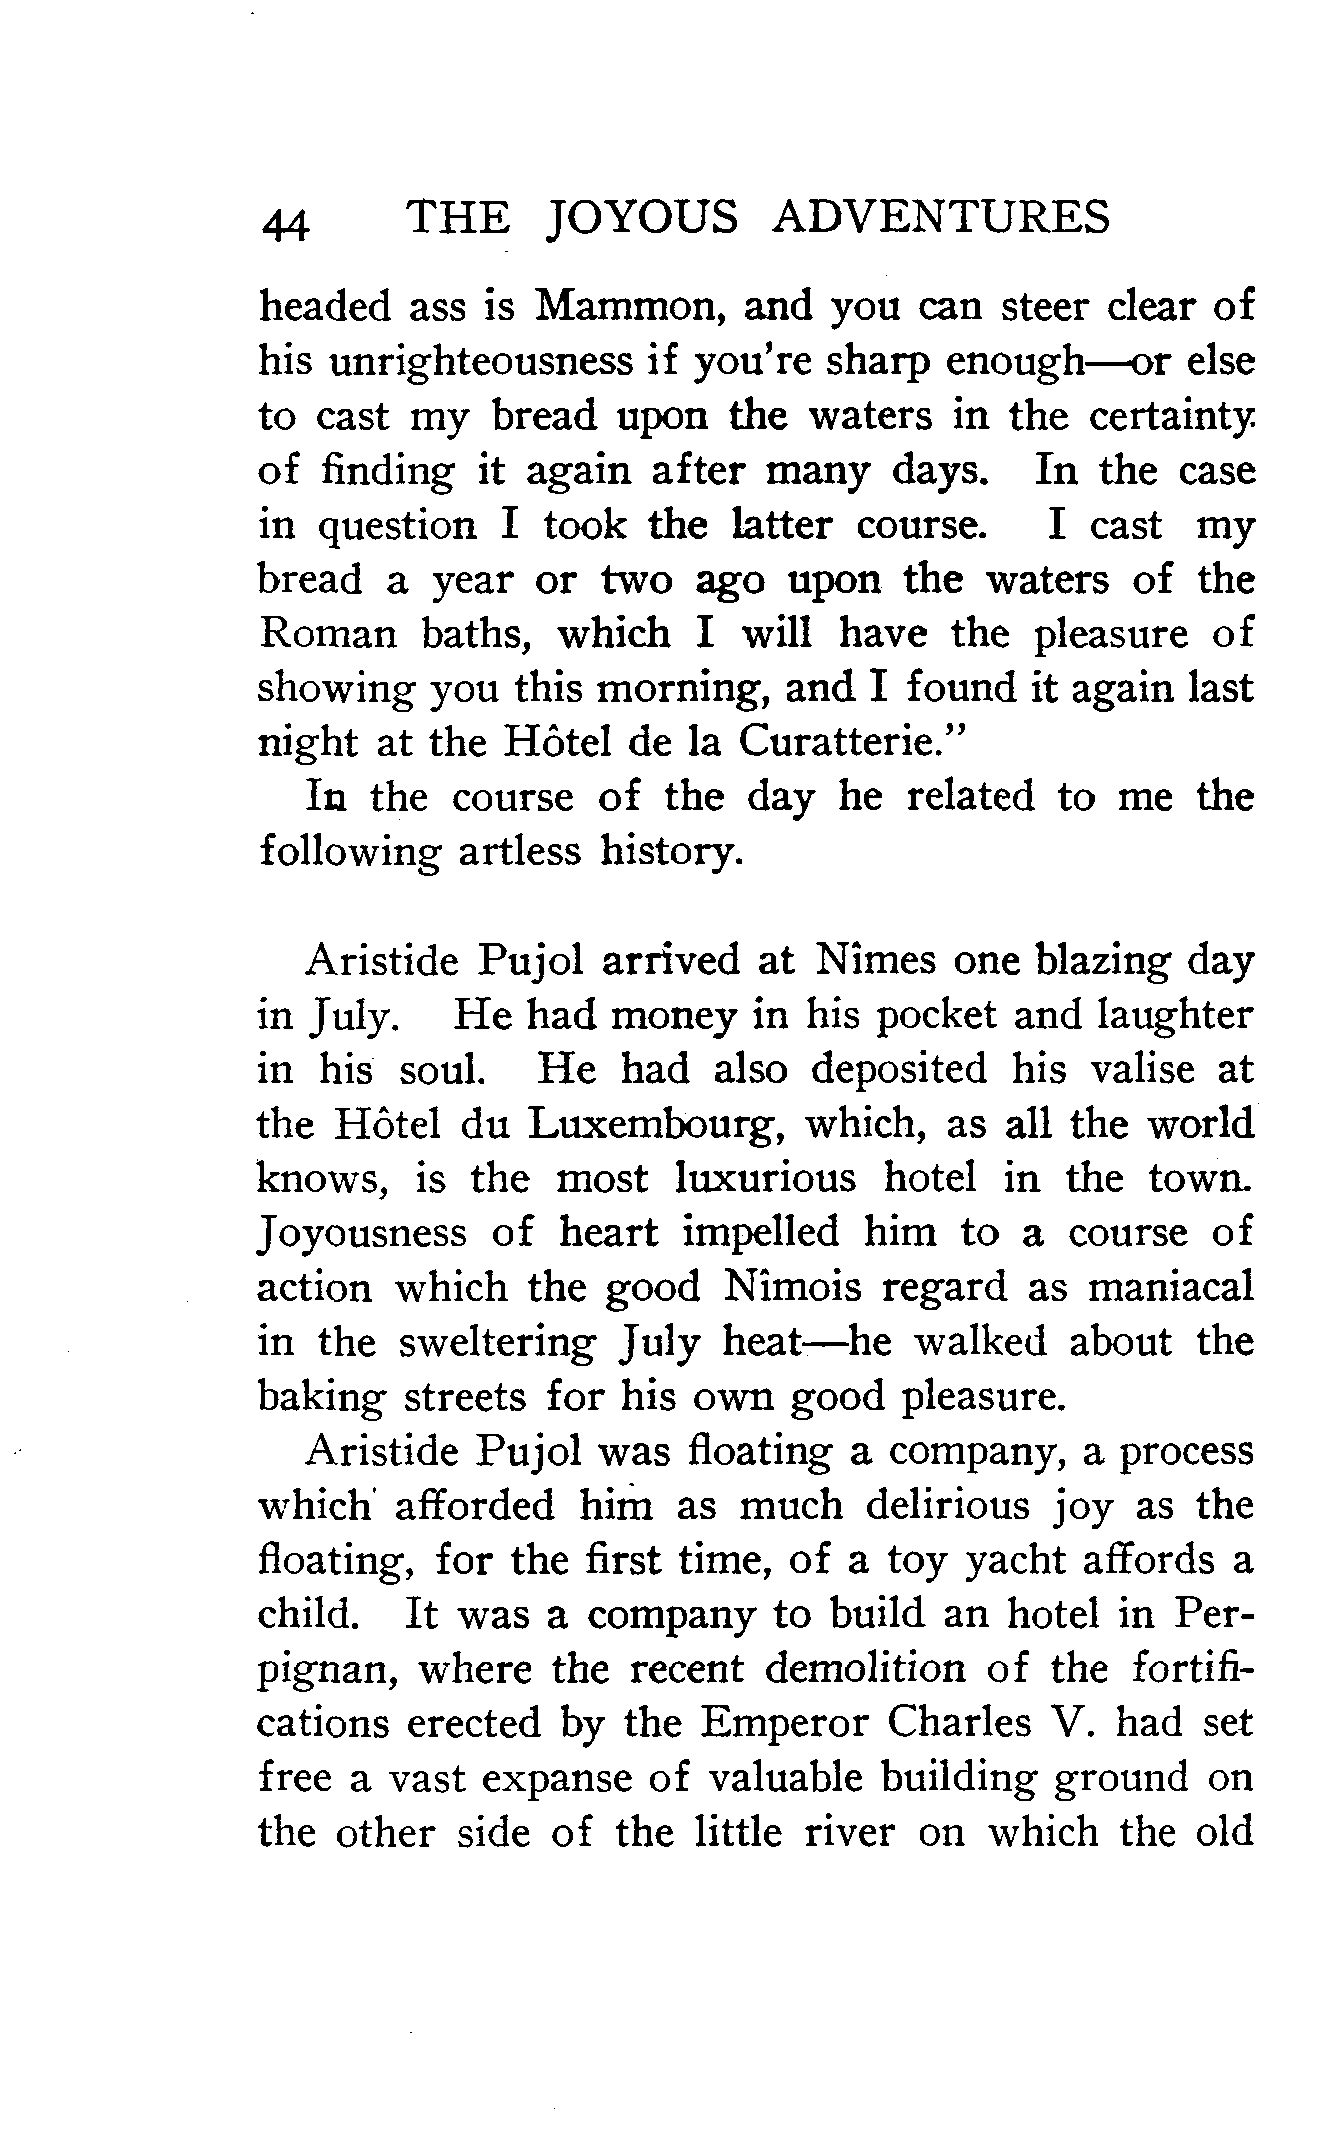 44 THE JOYOUS ADVENTURES
headed ass is Mammon, and you can steer clear of
his unrighteousness if you're sharp enough—or else
to cast my bread upon the waters in the certainty
of finding it again after many days. In the case
in question I took the latter course. I cast my
bread a year or two ago upon the waters of the
Roman baths, which I will have the pleasure of
showing you this morning, and I found it again last
night at the Hôtel de la Curatterie."
In the course of the day he related to me the
following artless history.
Aristide Pujol arrived at Nîmes one blazing day
in July. He had money in his pocket and laughter
in his soul. He had also deposited his valise at
the Hôtel du Luxembourg, which, as all the world
knows, is the most luxurious hotel in the town.
Joyousness of heart impelled him to a course of
action which the good Nîmois regard as maniacal
in the sweltering July heat—he walked about the
baking streets for his own good pleasure.
Aristide Pujol was floating a company, a process
which afforded him as much delirious joy as the
floating, for the first time, of a toy yacht affords a
child. It was a company to build an hotel in Per-
pignan, where the recent demolition of the fortifi-
cations erected by the Emperor Charles V. had set
free a vast expanse of valuable building ground on
the other side of the little river on which the old